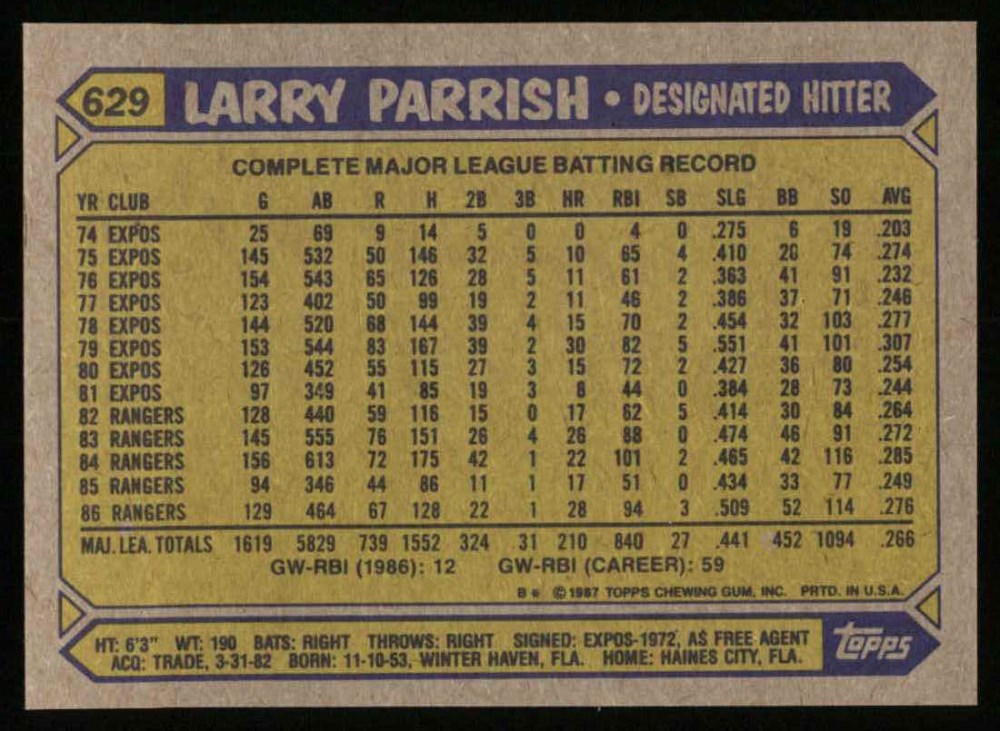 629 LARRY PARRISH • DESIGNATED HITTER
COMPLETE MAJOR LEAGUE BATTING RECORD
YR CLUB G AB R H 2B 3B HR RBI SB SLG BB SO AVG
74 EXPOS 25 69 9 14 5 0 0 4 0 .275 6 19 .203
75 EXPOS 145 532 50 146 32 5 10 65 4 .410 28 74 .274
76 EXPOS 154 543 65 126 28 5 11 61 2 .363 41 91 .232
77 EXPOS 123 402 50 99 19 2 11 46 2 .386 37 71 .246
78 EXPOS 144 520 68 144 39 4 15 70 2 .454 32 103 .277
79 EXPOS 153 544 83 167 39 2 30 82 5 .551 41 101 .307
80 EXPOS 126 452 55 115 27 3 15 72 2 .427 36 80 .254
81 EXPOS 97 349 41 85 19 3 8 44 0 .384 28 73 .244
82 RANGERS 128 440 59 116 15 0 17 62 5 .414 30 84 .264
83 RANGERS 145 555 76 151 26 4 26 88 0 .474 46 91 .272
84 RANGERS 156 613 72 175 42 1 22 101 2 .465 42 116 .285
85 RANGERS 94 346 44 86 11 1 17 51 0 .434 33 77 .249
86 RANGERS 129 464 67 128 22 1 28 94 3 .509 52 114 .276
MAJ. LEA. TOTALS 1619 5829 739 1552 324 31 210 840 27 .441 452 1094 .266
GW-RBI (1986): 12 GW-RBI (CAREER): 59
B* ©1987 TOPPS CHEWING GUM, INC. PRTD. IN U.S.A.
HT: 6'3" WT: 190 BATS: RIGHT THROWS: RIGHT SIGNED: EXPOS-1972, AS FREE AGENT
ACQ: TRADE, 3-31-82 BORN: 11-10-53, WINTER HAVEN, FLA. HOME: HAINES CITY, FLA.
topps